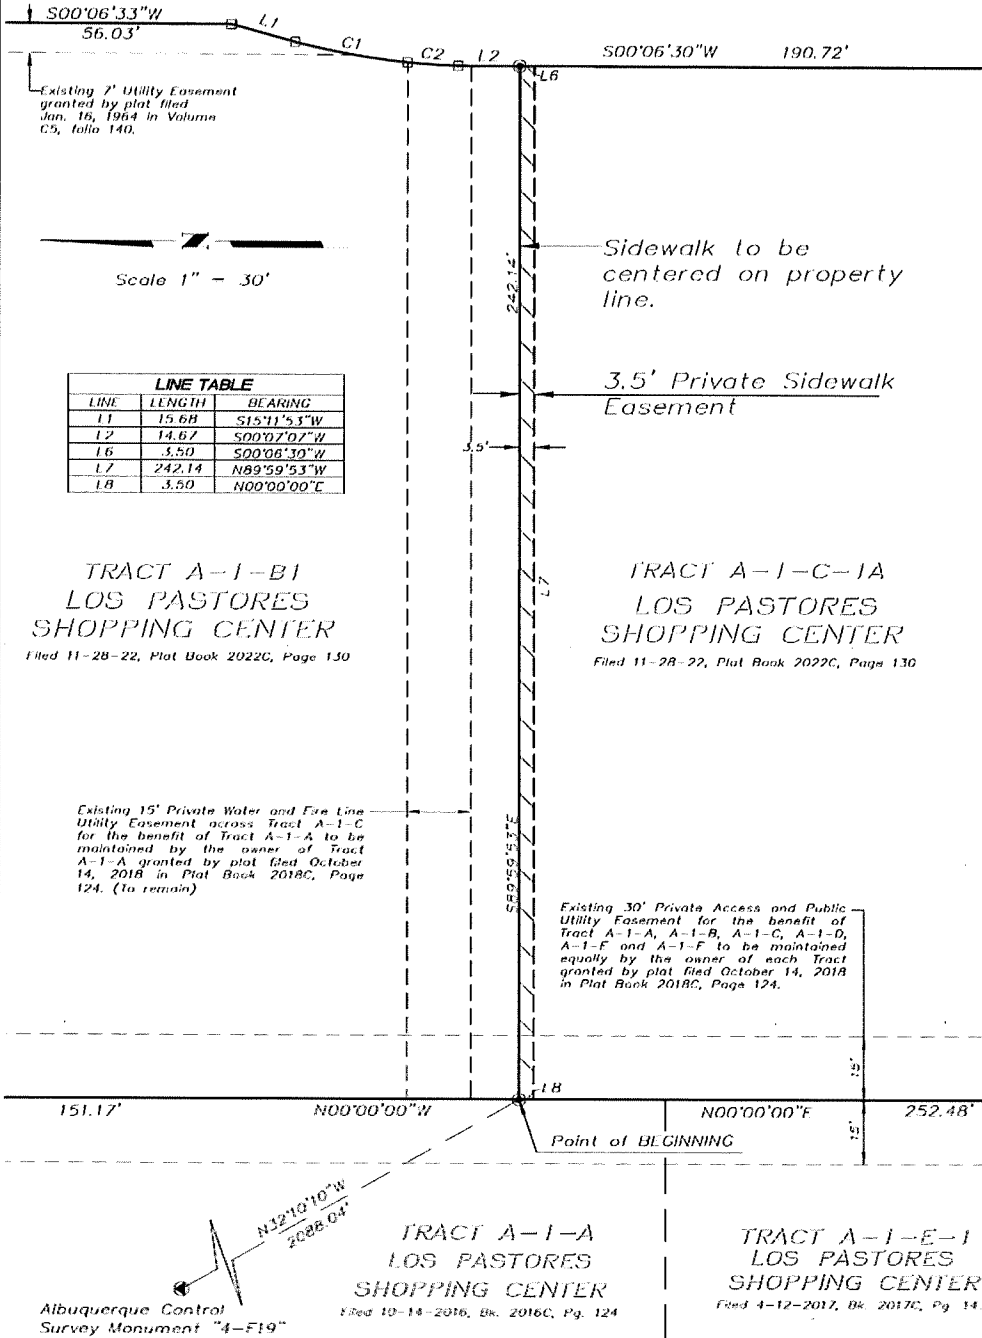 S00°06'33"W
56.03'
L1
C1
C2
L2
S00°06'30"W
190.72'
L6
Existing 7' Utility Easement
granted by plat filed
Jan. 16, 1964 in Volume
C5, folio 140.
Scale 1" - 30'
242.14'
Sidewalk to be
centered on property
line.
3.5' Private Sidewalk
Easement
3.5'
LINE TABLE
LINE LENGTH BEARING
L1 15.68 S15°11'53"W
L2 14.67 S00°07'07"W
L6 3.50 S00°06'30"W
L7 242.14 N89°59'53"W
L8 3.50 N00°00'00"E
L7
TRACT A-1-B1
LOS PASTORES
SHOPPING CENTER
Filed 11-28-22, Plat Book 2022C, Page 130
TRACT A-1-C-1A
LOS PASTORES
SHOPPING CENTER
Filed 11-28-22, Plat Book 2022C, Page 130
Existing 15' Private Water and Fire Line
Utility Easement across Tract A-1-C
for the benefit of Tract A-1-A to be
maintained by the owner of Tract
A-1-A granted by plat filed October
14, 2016 in Plat Book 2016C, Page
124. (To remain)
S89°59'53"E
Existing 30' Private Access and Public
Utility Easement for the benefit of
Tract A-1-A, A-1-B, A-1-C, A-1-D,
A-1-E and A-1-F to be maintained
equally by the owner of each Tract
granted by plat filed October 14, 2016
in Plat Book 2016C, Page 124.
15'
L8
151.17'
N00°00'00"W
N00°00'00"E
252.48'
15'
Point of BEGINNING
N32°10'10"W
2088.04'
TRACT A-1-A
LOS PASTORES
SHOPPING CENTER
Filed 10-14-2016, Bk. 2016C, Pg. 124
TRACT A-1-E-1
LOS PASTORES
SHOPPING CENTER
Filed 4-12-2017, Bk. 2017C, Pg 14
Albuquerque Control
Survey Monument "4-F19"